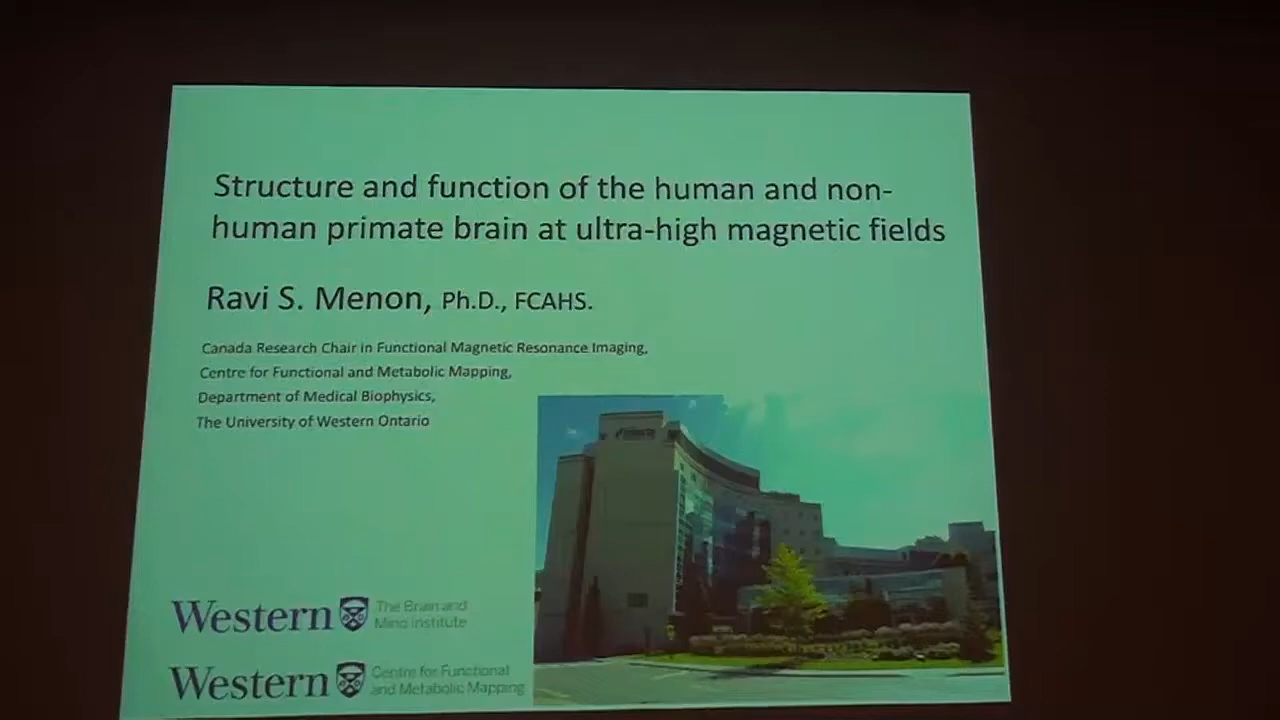 Structure and function of the human and non-
human primate brain at ultra-high magnetic fields
Ravi S. Menon, Ph.D., FCAHS.
Canada Research Chair in Functional Magnetic Resonance Imaging,
Centre for Functional and Metabolic Mapping,
Department of Medical Biophysics,
The University of Western Ontario
Western The Brain and
Mind Institute
Western Centre for Functional
and Metabolic Mapping